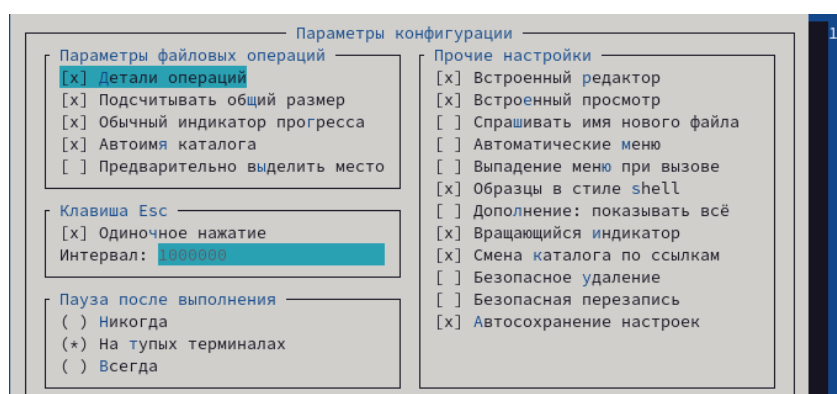 Параметры конфигурации
Параметры файловых операций
[x] Детали операций
[x] Подсчитывать общий размер
[x] Обычный индикатор прогресса
[x] Автоимя каталога
[ ] Предварительно выделить место
Клавиша Esc
[x] Одиночное нажатие
Интервал: 1000000
Пауза после выполнения
( ) Никогда
(*) На тупых терминалах
( ) Всегда
Прочие настройки
[x] Встроенный редактор
[x] Встроенный просмотр
[ ] Спрашивать имя нового файла
[ ] Автоматические меню
[ ] Выпадение меню при вызове
[x] Образцы в стиле shell
[ ] Дополнение: показывать всё
[x] Вращающийся индикатор
[x] Смена каталога по ссылкам
[ ] Безопасное удаление
[ ] Безопасная перезапись
[x] Автосохранение настроек
1